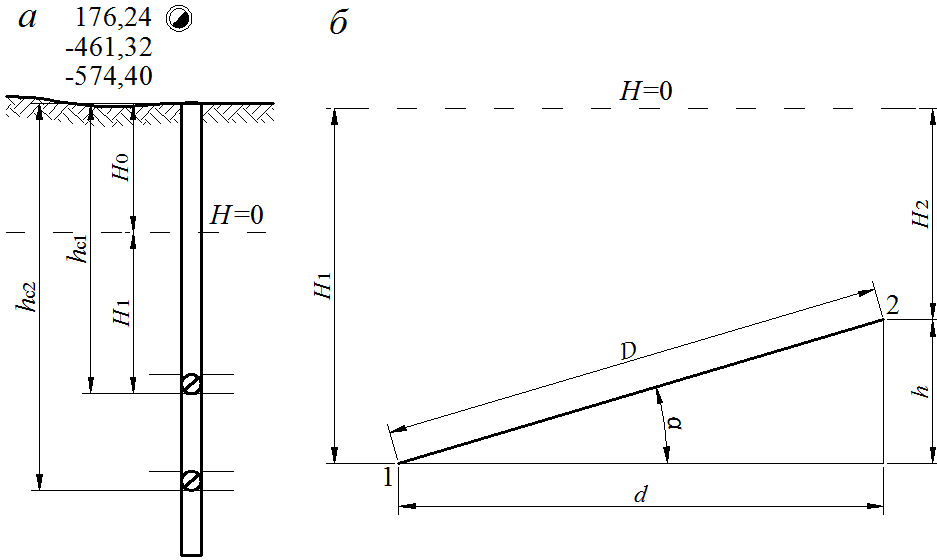 а
176,24
-461,32
-574,40
H0
H=0
hc1
hc2
H1
б
H=0
H1
H2
D
2
h
α
1
d